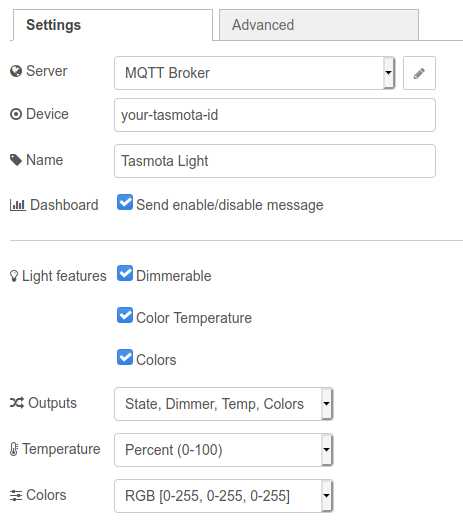 Settings Advanced
Server MQTT Broker
Device your-tasmota-id
Name Tasmota Light
Dashboard Send enable/disable message
Light features Dimmerable
Color Temperature
Colors
Outputs State, Dimmer, Temp, Colors
Temperature Percent (0-100)
Colors RGB [0-255, 0-255, 0-255]